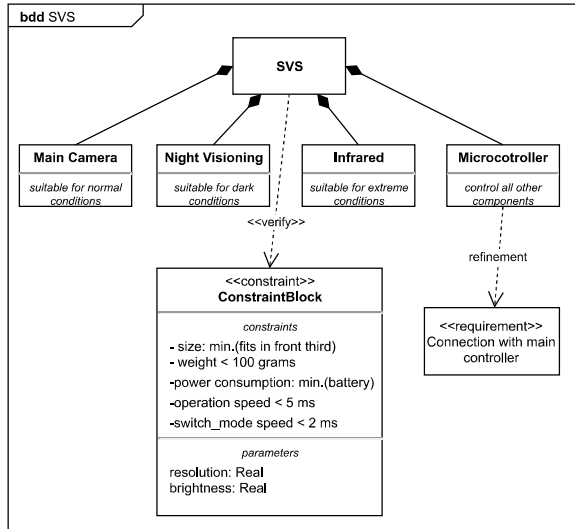 bdd SVS
SVS
Main Camera
suitable for normal
conditions
Night Visioning
suitable for dark
conditions
Infrared
suitable for extreme
conditions
Microcotroller
control all other
components
<<verify>>
refinement
<<constraint>>
ConstraintBlock
constraints
- size: min.(fits in front third)
- weight < 100 grams
-power consumption: min.(battery)
-operation speed < 5 ms
-switch_mode speed < 2 ms
parameters
resolution: Real
brightness: Real
<<requirement>>
Connection with main
controller